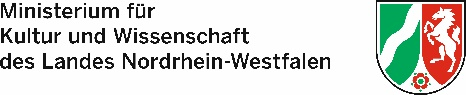 Ministerium für
Kultur und Wissenschaft
des Landes Nordrhein-Westfalen